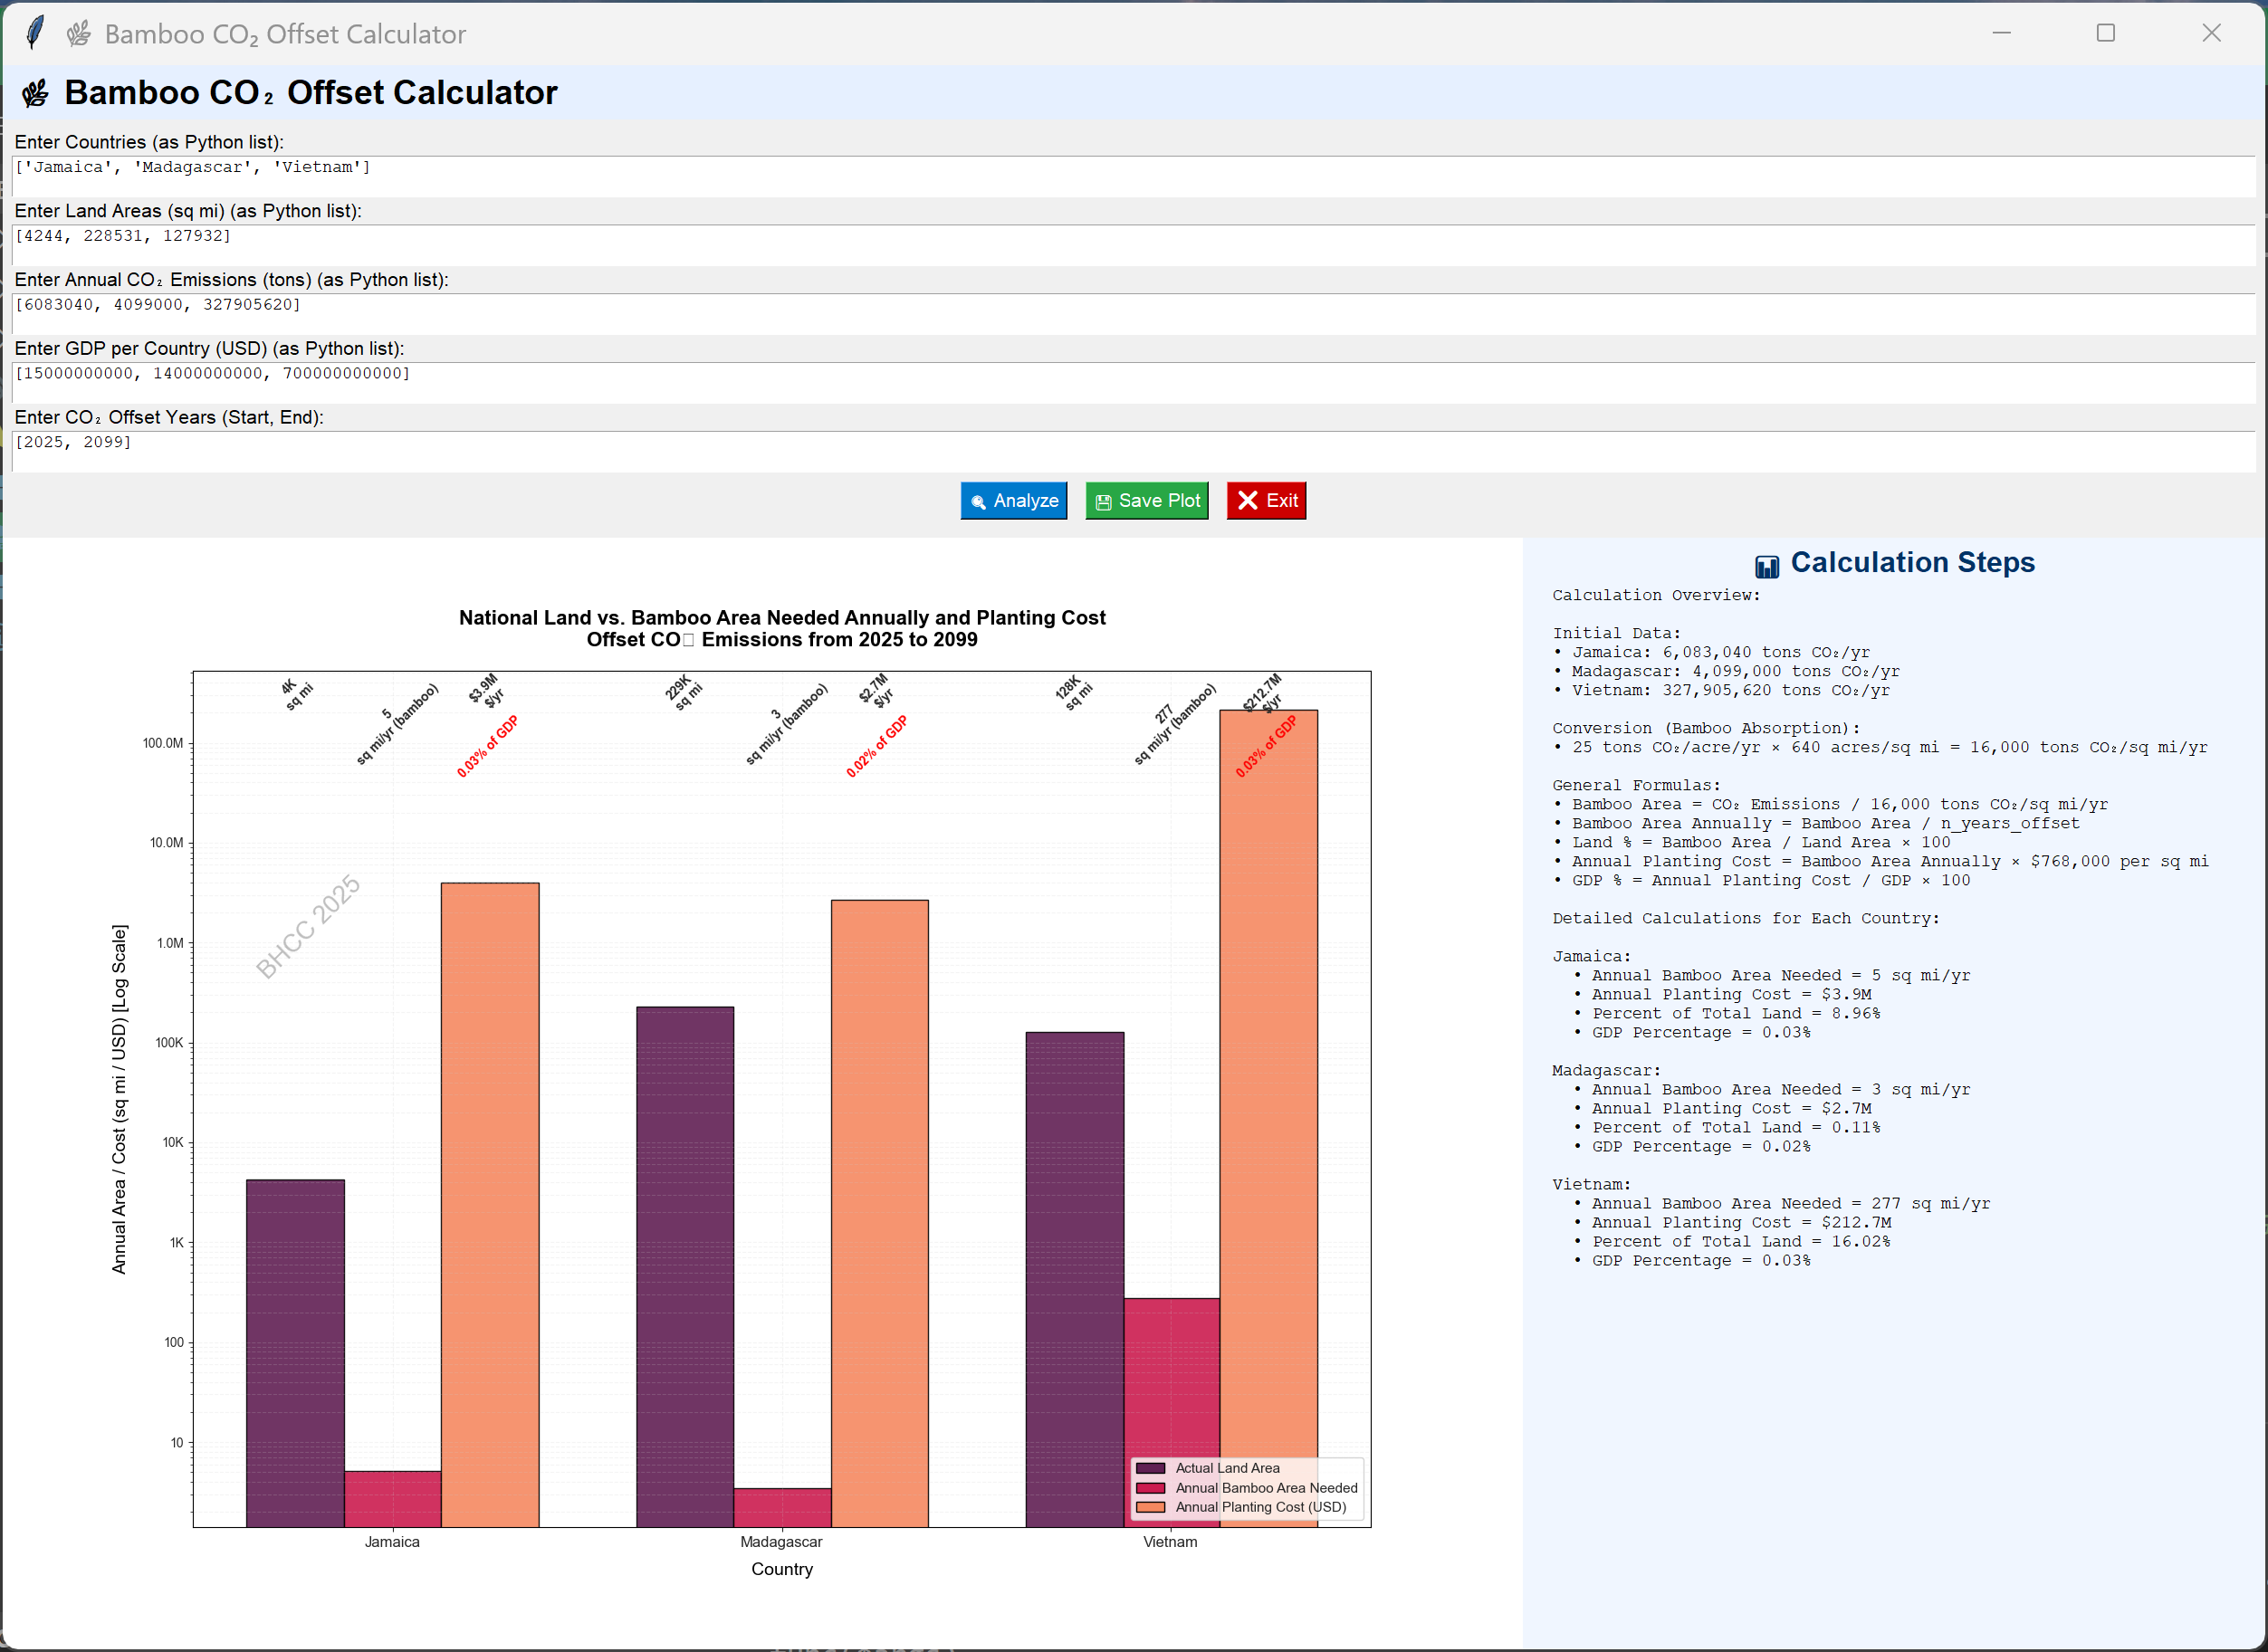 Bamboo CO₂ Offset Calculator
Bamboo CO₂ Offset Calculator
Enter Countries (as Python list):
['Jamaica', 'Madagascar', 'Vietnam']
Enter Land Areas (sq mi) (as Python list):
[4244, 228531, 127932]
Enter Annual CO₂ Emissions (tons) (as Python list):
[6083040, 4099000, 327905620]
Enter GDP per Country (USD) (as Python list):
[15000000000, 14000000000, 700000000000]
Enter CO₂ Offset Years (Start, End):
[2025, 2099]
Analyze
Save Plot
Exit
National Land vs. Bamboo Area Needed Annually and Planting Cost
Offset CO□ Emissions from 2025 to 2099
4K
sq mi
5
sq mi/yr (bamboo)
$3.9M
$/yr
0.03% of GDP
229K
sq mi
3
sq mi/yr (bamboo)
$2.7M
$/yr
0.02% of GDP
128K
sq mi
277
sq mi/yr (bamboo)
$212.7M
$/yr
0.03% of GDP
100.0M
10.0M
1.0M
100K
10K
1K
100
10
Annual Area / Cost (sq mi / USD) [Log Scale]
BHCC 2025
Actual Land Area
Annual Bamboo Area Needed
Annual Planting Cost (USD)
Jamaica
Madagascar
Vietnam
Country
Calculation Steps
Calculation Overview:
Initial Data:
• Jamaica: 6,083,040 tons CO₂/yr
• Madagascar: 4,099,000 tons CO₂/yr
• Vietnam: 327,905,620 tons CO₂/yr
Conversion (Bamboo Absorption):
• 25 tons CO₂/acre/yr × 640 acres/sq mi = 16,000 tons CO₂/sq mi/yr
General Formulas:
• Bamboo Area = CO₂ Emissions / 16,000 tons CO₂/sq mi/yr
• Bamboo Area Annually = Bamboo Area / n_years_offset
• Land % = Bamboo Area / Land Area × 100
• Annual Planting Cost = Bamboo Area Annually × $768,000 per sq mi
• GDP % = Annual Planting Cost / GDP × 100
Detailed Calculations for Each Country:
Jamaica:
• Annual Bamboo Area Needed = 5 sq mi/yr
• Annual Planting Cost = $3.9M
• Percent of Total Land = 8.96%
• GDP Percentage = 0.03%
Madagascar:
• Annual Bamboo Area Needed = 3 sq mi/yr
• Annual Planting Cost = $2.7M
• Percent of Total Land = 0.11%
• GDP Percentage = 0.02%
Vietnam:
• Annual Bamboo Area Needed = 277 sq mi/yr
• Annual Planting Cost = $212.7M
• Percent of Total Land = 16.02%
• GDP Percentage = 0.03%